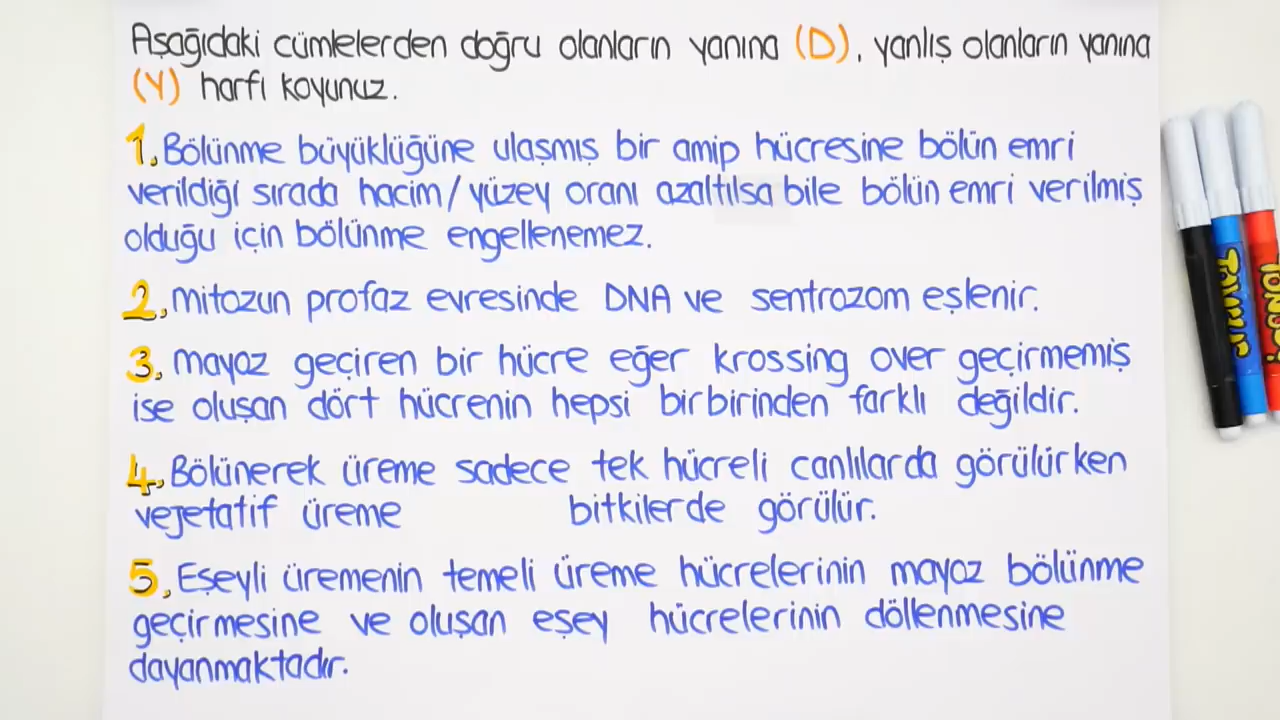 Aşağıdaki cümlelerden doğru olanların yanına (D), yanlış olanların yanına
(Y) harfi koyunuz.
1. Bölünme büyüklüğüne ulaşmış bir amip hücresine bölün emri
verildiği sırada hacim/yüzey oranı azaltılsa bile bölün emri verilmiş
olduğu için bölünme engellenemez.
2. Mitozun profaz evresinde DNA ve sentrozom eşlenir.
3. Mayoz geçiren bir hücre eğer krossing over geçirmemiş
ise oluşan dört hücrenin hepsi birbirinden farklı değildir.
4. Bölünerek üreme sadece tek hücreli canlılarda görülürken
vejetatif üreme bitkilerde görülür.
5. Eşeyli üremenin temeli üreme hücrelerinin mayoz bölünme
geçirmesine ve oluşan eşey hücrelerinin döllenmesine
dayanmaktadır.